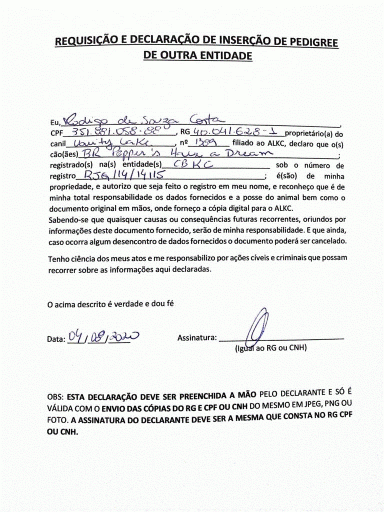 REQUISIÇÃO E DECLARAÇÃO DE INSERÇÃO DE PEDIGREE
DE OUTRA ENTIDADE
Eu, Rodrigo de Souza Costa
CPF 351.881.058-88, RG 40.041.628-1 proprietário(a) do
canil Vanity Cake, nº 1309 filiado ao ALKC, declaro que o(s)
cão(ães) BR Pepper's Have a Dream ;
registrado(s) na(s) entidade(s) CBKC sob o número de
registro RJG/14/14115 ; é(são) de minha
propriedade, e autorizo que seja feito o registro em meu nome, e reconheço que é de
minha total responsabilidade os dados fornecidos e a posse do animal bem como o
documento original em mãos, onde forneço a cópia digital para o ALKC.
Sabendo-se que quaisquer causas ou consequências futuras recorrentes, oriundos por
informações deste documento fornecido, serão de minha responsabilidade. E que ainda,
caso ocorra algum desencontro de dados fornecidos o documento poderá ser cancelado.
Tenho ciência dos meus atos e me responsabilizo por ações cíveis e criminais que possam
recorrer sobre as informações aqui declaradas.
O acima descrito é verdade e dou fé
Data: 04/08/2020 Assinatura:
(Igual ao RG ou CNH)
OBS: ESTA DECLARAÇÃO DEVE SER PREENCHIDA A MÃO PELO DECLARANTE E SÓ É
VÁLIDA COM O ENVIO DAS CÓPIAS DO RG E CPF OU CNH DO MESMO EM JPEG, PNG OU
FOTO. A ASSINATURA DO DECLARANTE DEVE SER A MESMA QUE CONSTA NO RG CPF
OU CNH.